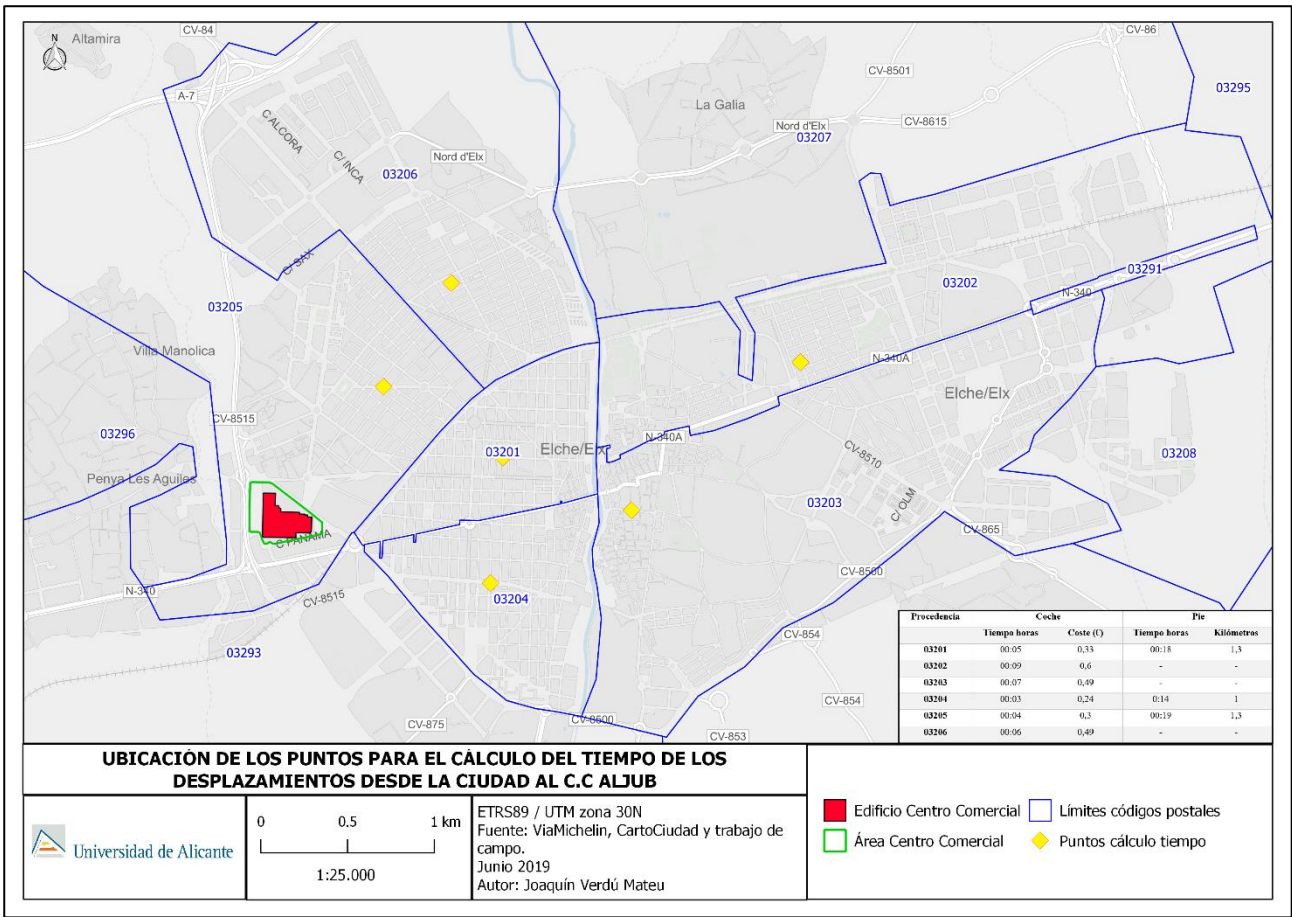 N
Altamira
CV-84
CV-86
A-7
CV-8501
03295
La Galia
C ALCORA
Nord d'Elx
CV-8615
03207
C/ INCA
Nord d'Elx
03206
C/ SAX
03291
03202
N-340
03205
Villa Manolica
N-340A
Elche/Elx
CV-8515
03296
N-340A
03201
Elche/Elx
CV-8510
03208
Penya Les Aguiles
03203
C/ OLM
C PANAMA
CV-865
CV-8500
N-340
CV-8515
03204
CV-854
03293
CV-854
CV-875
CV-8500
CV-853
Procedencia Coche Pie
Tiempo horas Coste (€) Tiempo horas Kilómetros
03201 00:05 0,33 00:18 1,3
03202 00:09 0,6 - -
03203 00:07 0,49 - -
03204 00:03 0,24 0:14 1
03205 00:04 0,3 00:19 1,3
03206 00:06 0,49 - -
UBICACIÓN DE LOS PUNTOS PARA EL CÁLCULO DEL TIEMPO DE LOS
DESPLAZAMIENTOS DESDE LA CIUDAD AL C.C ALJUB
Universidad de Alicante
0 0.5 1 km
1:25.000
ETRS89 / UTM zona 30N
Fuente: ViaMichelin, CartoCiudad y trabajo de
campo.
Junio 2019
Autor: Joaquín Verdú Mateu
Edificio Centro Comercial Límites códigos postales
Área Centro Comercial Puntos cálculo tiempo